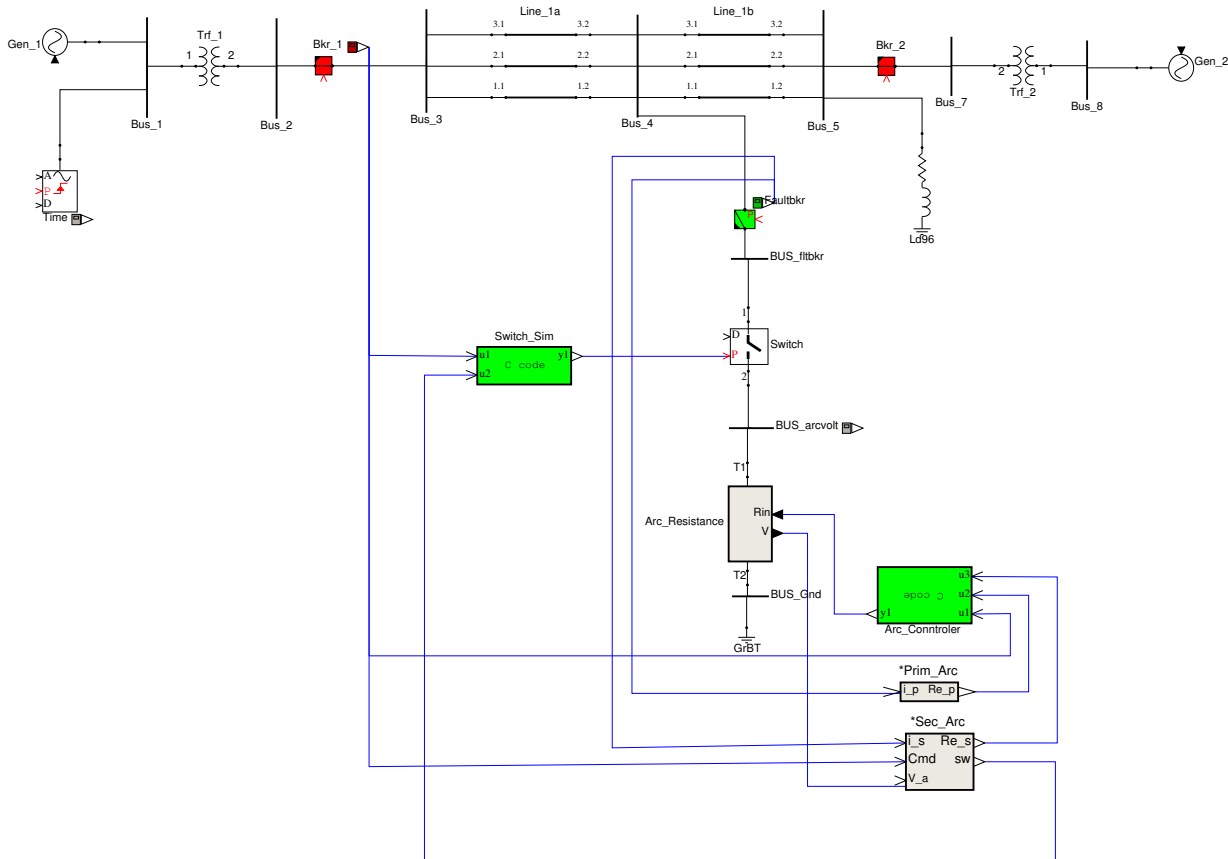 Line_1a
Line_1b
3.1
3.2
3.1
3.2
Gen_1
Trf_1
1
2
Bkr_1
2.1
2.2
2.1
2.2
Bkr_2
2
1
Trf_2
Gen_2
1.1
1.2
1.1
1.2
Bus_1
Bus_2
Bus_3
Bus_4
Bus_5
Bus_7
Bus_8
A
P
D
Time
P
Faultbkr
Ld96
BUS_fltbkr
1
D
Switch
P
2
Switch_Sim
u1
y1
C code
u2
BUS_arcvolt
T1
Arc_Resistance
Rin
V
T2
BUS_Gnd
GrBT
u3
u2
C code
y1
u1
Arc_Conntroler
*Prim_Arc
i_p
Re_p
*Sec_Arc
i_s
Re_s
Cmd
sw
V_a